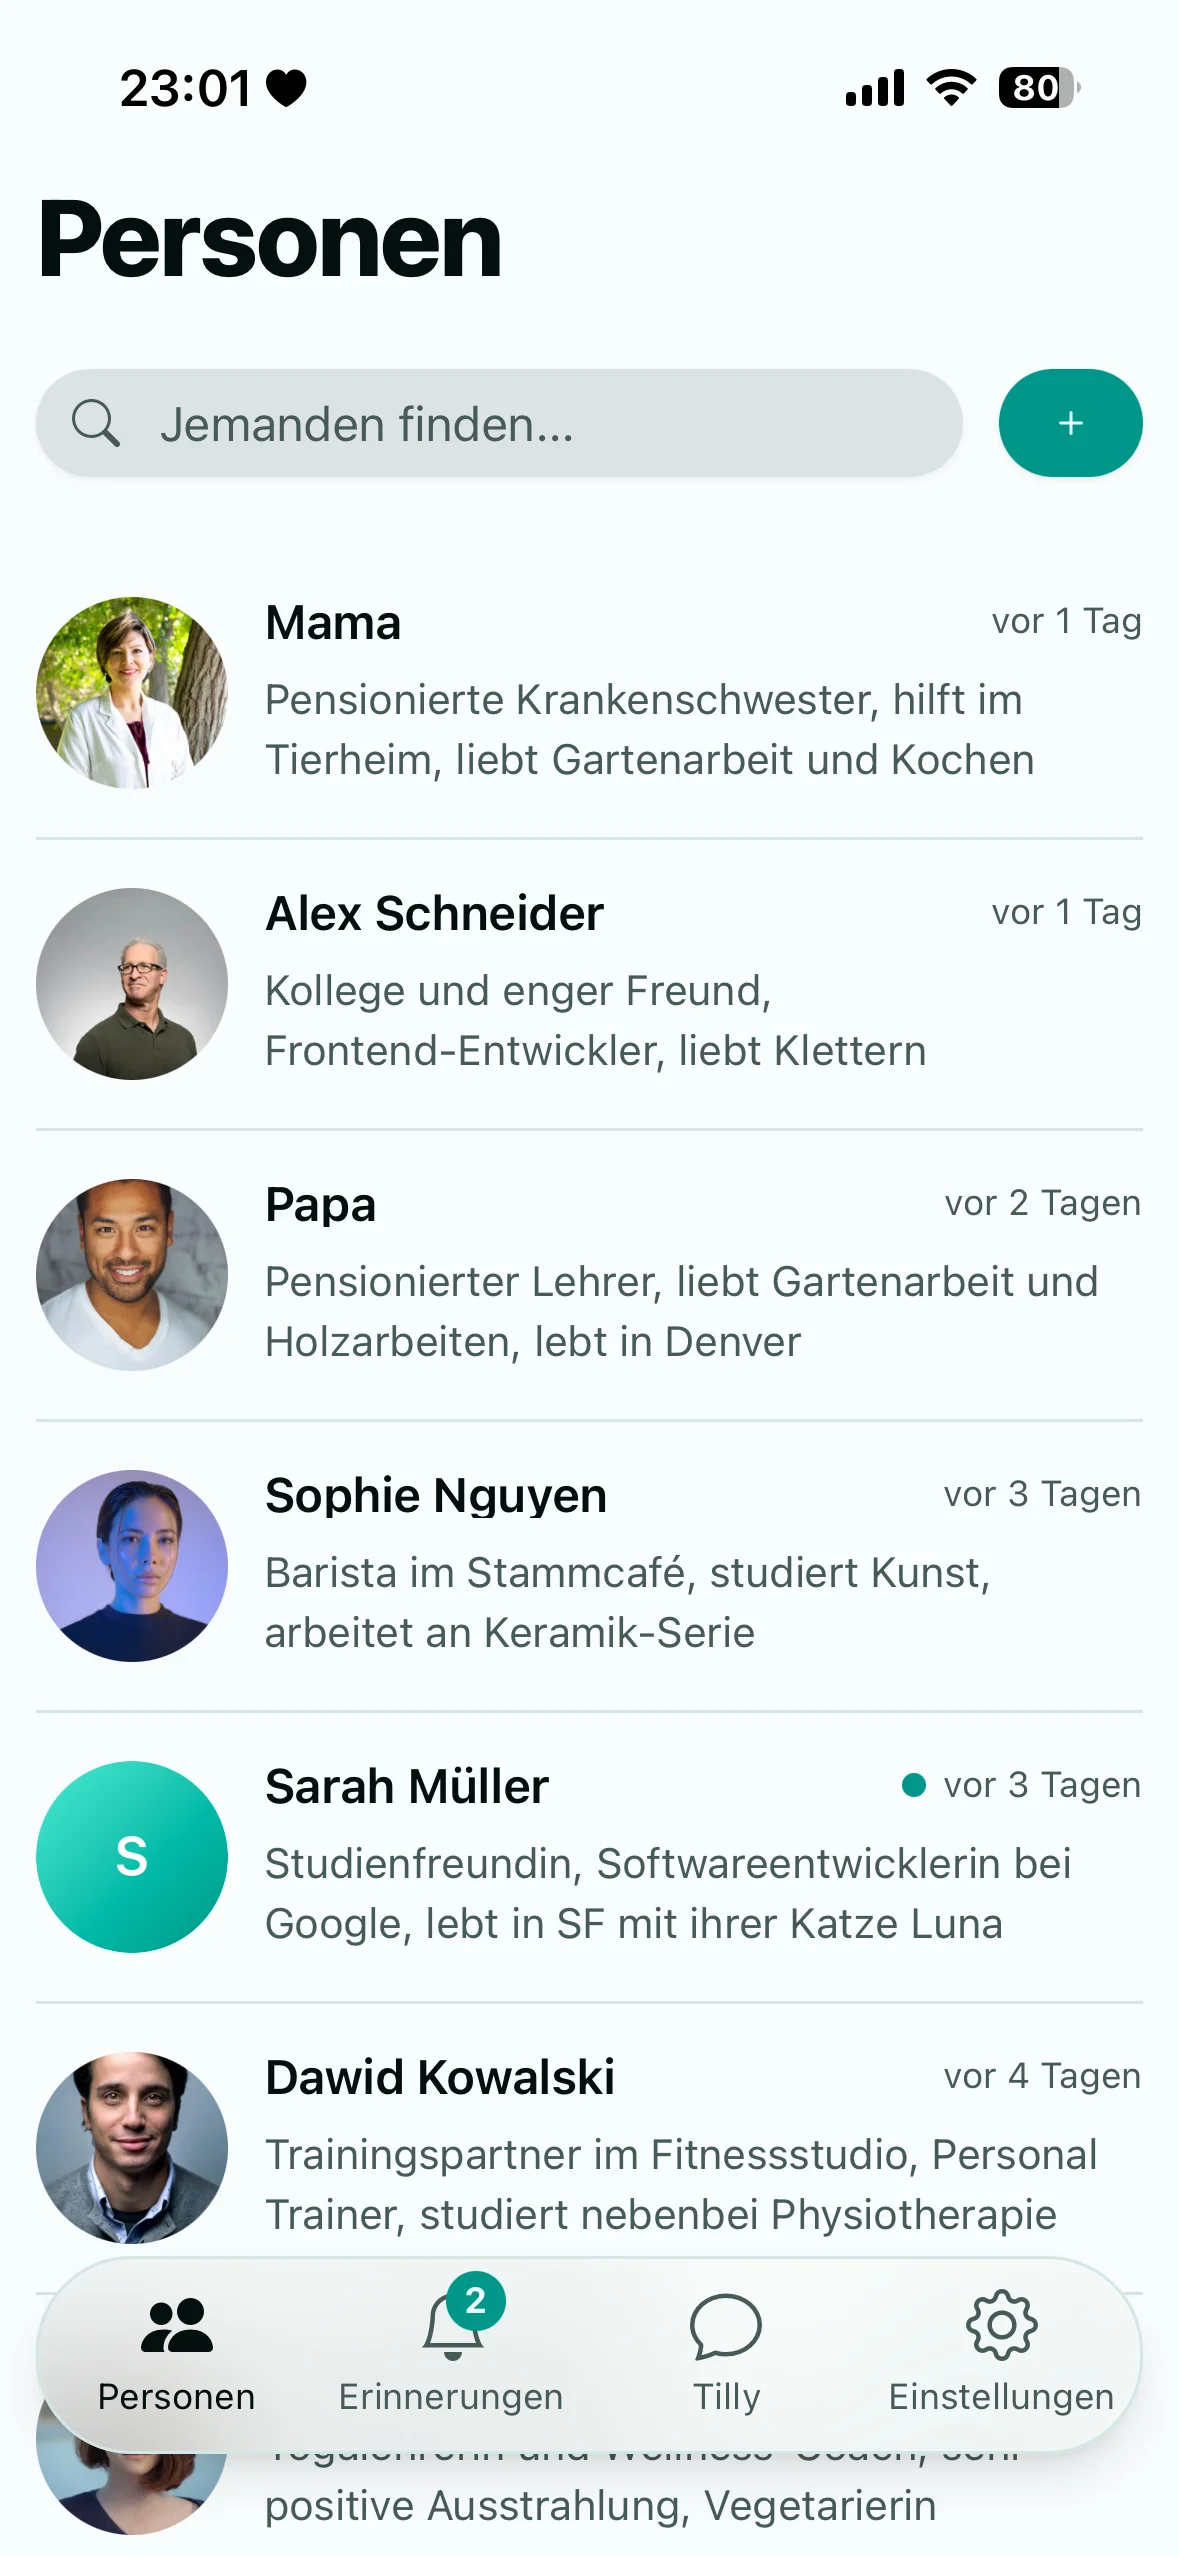 23:01
80
Personen
Jemanden finden...
+
Mama
vor 1 Tag
Pensionierte Krankenschwester, hilft im
Tierheim, liebt Gartenarbeit und Kochen
Alex Schneider
vor 1 Tag
Kollege und enger Freund,
Frontend-Entwickler, liebt Klettern
Papa
vor 2 Tagen
Pensionierter Lehrer, liebt Gartenarbeit und
Holzarbeiten, lebt in Denver
Sophie Nguyen
vor 3 Tagen
Barista im Stammcafé, studiert Kunst,
arbeitet an Keramik-Serie
S
Sarah Müller
vor 3 Tagen
Studienfreundin, Softwareentwicklerin bei
Google, lebt in SF mit ihrer Katze Luna
Dawid Kowalski
vor 4 Tagen
Trainingspartner im Fitnessstudio, Personal
Trainer, studiert nebenbei Physiotherapie
2
Personen
Erinnerungen
Tilly
Einstellungen
und Wellness-Coach, sehr
positive Ausstrahlung, Vegetarierin